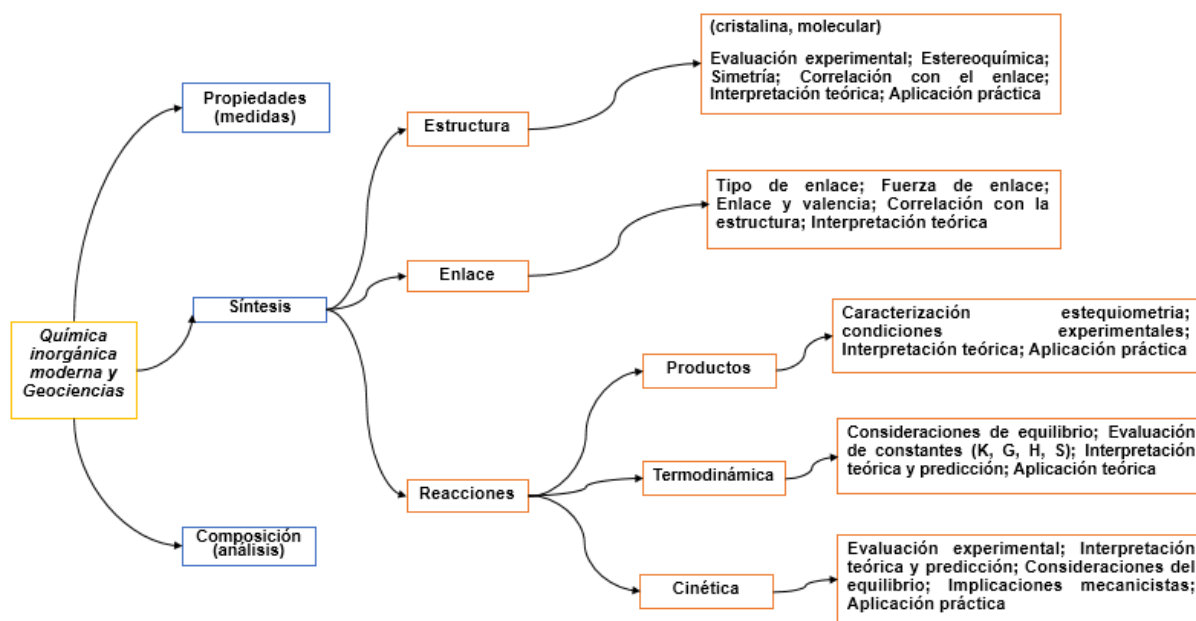 Química
inorgánica
moderna y
Geociencias
Propiedades
(medidas)
Síntesis
Composición
(análisis)
Estructura
(cristalina, molecular)
Evaluación experimental; Estereoquímica;
Simetría; Correlación con el enlace;
Interpretación teórica; Aplicación práctica
Enlace
Tipo de enlace; Fuerza de enlace;
Enlace y valencia; Correlación con la
estructura; Interpretación teórica
Reacciones
Productos
Caracterización estequiometria;
condiciones experimentales;
Interpretación teórica; Aplicación práctica
Termodinámica
Consideraciones de equilibrio; Evaluación
de constantes (K, G, H, S); Interpretación
teórica y predicción; Aplicación teórica
Cinética
Evaluación experimental; Interpretación
teórica y predicción; Consideraciones del
equilibrio; Implicaciones mecanicistas;
Aplicación práctica